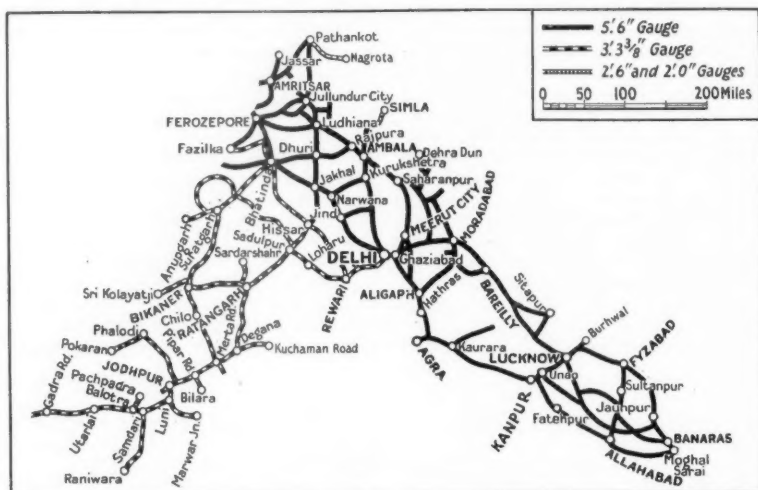 5'.6" Gauge
3'.3 3/8" Gauge
2'.6" and 2'.0" Gauges
0 50 100 200 Miles
Pathankot
Nagrota
Jassar
AMRITSAR
Jullundur City
SIMLA
FEROZEPORE
Ludhiana
Rajpura
Fazilka
Dhuri
AMBALA
Dehra Dun
Kurukshetra
Saharanpur
Jakhal
Bhatinda
Narwana
MEERUT CITY
MORADABAD
Anupgarh
Suratgarh
Hissar
Jind
Sadulpur
Loharu
DELHI
Ghaziabad
Sardarshahr
Sri Kolayatji
BIKANER
RATANGARH
REWARI
ALIGAPH
Hathras
BAREILLY
Sitapur
Chilo
Phalodi
Pipar Rd.
Merta Rd.
Degana
Kuchaman Road
Pokaran
AGRA
Kaurara
LUCKNOW
Burhwal
FYZABAD
JODHPUR
Gadra Rd.
Pachpadra
Balotra
Bilara
Unao
Sultanpur
KANPUR
Fatehpur
Jauhpur
Utarlai
Samdari
Luni
Marwar Jn.
Raniwara
ALLAHABAD
BANARAS
Moghal
Sarai